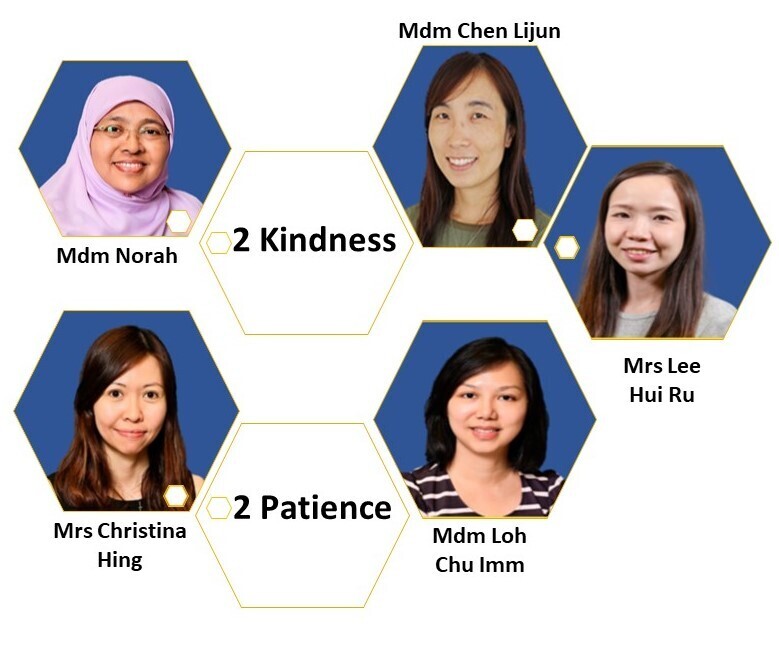 Mdm Chen Lijun
Mdm Norah
2 Kindness
Mrs Lee
Hui Ru
Mrs Christina
Hing
2 Patience
Mdm Loh
Chu Imm